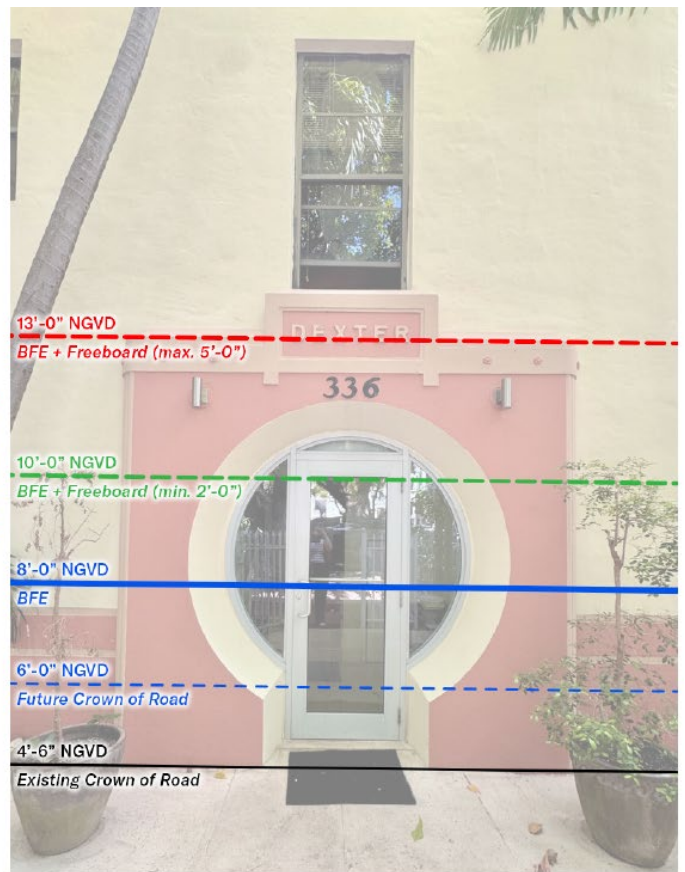 13'-0" NGVD
BFE + Freeboard (max. 5'-0")
DEXTER
336
10'-0" NGVD
BFE + Freeboard (min. 2'-0")
8'-0" NGVD
BFE
6'-0" NGVD
Future Crown of Road
4'-6" NGVD
Existing Crown of Road